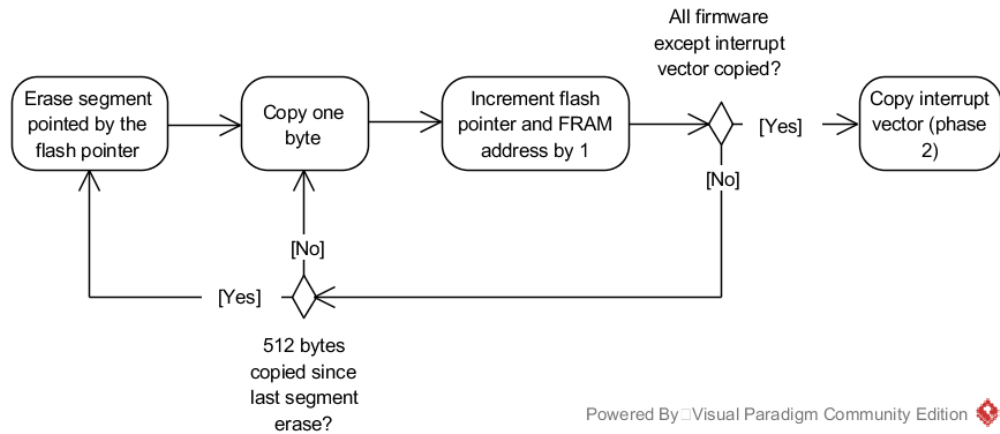 All firmware
except interrupt
vector copied?
Erase segment
pointed by the
flash pointer
Copy one
byte
Increment flash
pointer and FRAM
address by 1
[Yes]
Copy interrupt
vector (phase
2)
[No]
[No]
[Yes]
512 bytes
copied since
last segment
erase?
Powered By Visual Paradigm Community Edition